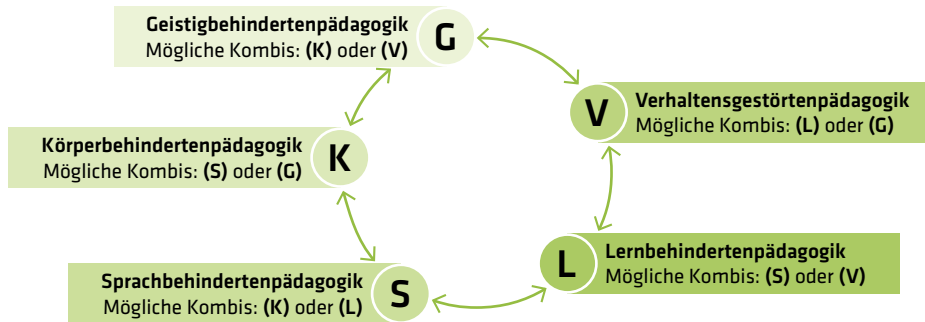 Geistigbehindertenpädagogik
Mögliche Kombis: (K) oder (V)
G
V
Verhaltensgestörtenpädagogik
Mögliche Kombis: (L) oder (G)
Körperbehindertenpädagogik
Mögliche Kombis: (S) oder (G)
K
L
Lernbehindertenpädagogik
Mögliche Kombis: (S) oder (V)
Sprachbehindertenpädagogik
Mögliche Kombis: (K) oder (L)
S